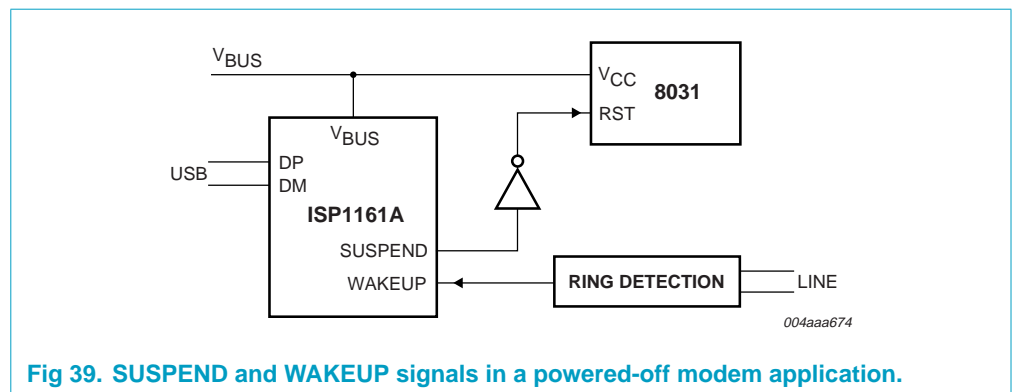 VBUS
VCC
8031
RST
VBUS
DP
USB
DM
ISP1161A
SUSPEND
WAKEUP
RING DETECTION
LINE
004aaa674
Fig 39. SUSPEND and WAKEUP signals in a powered-off modem application.